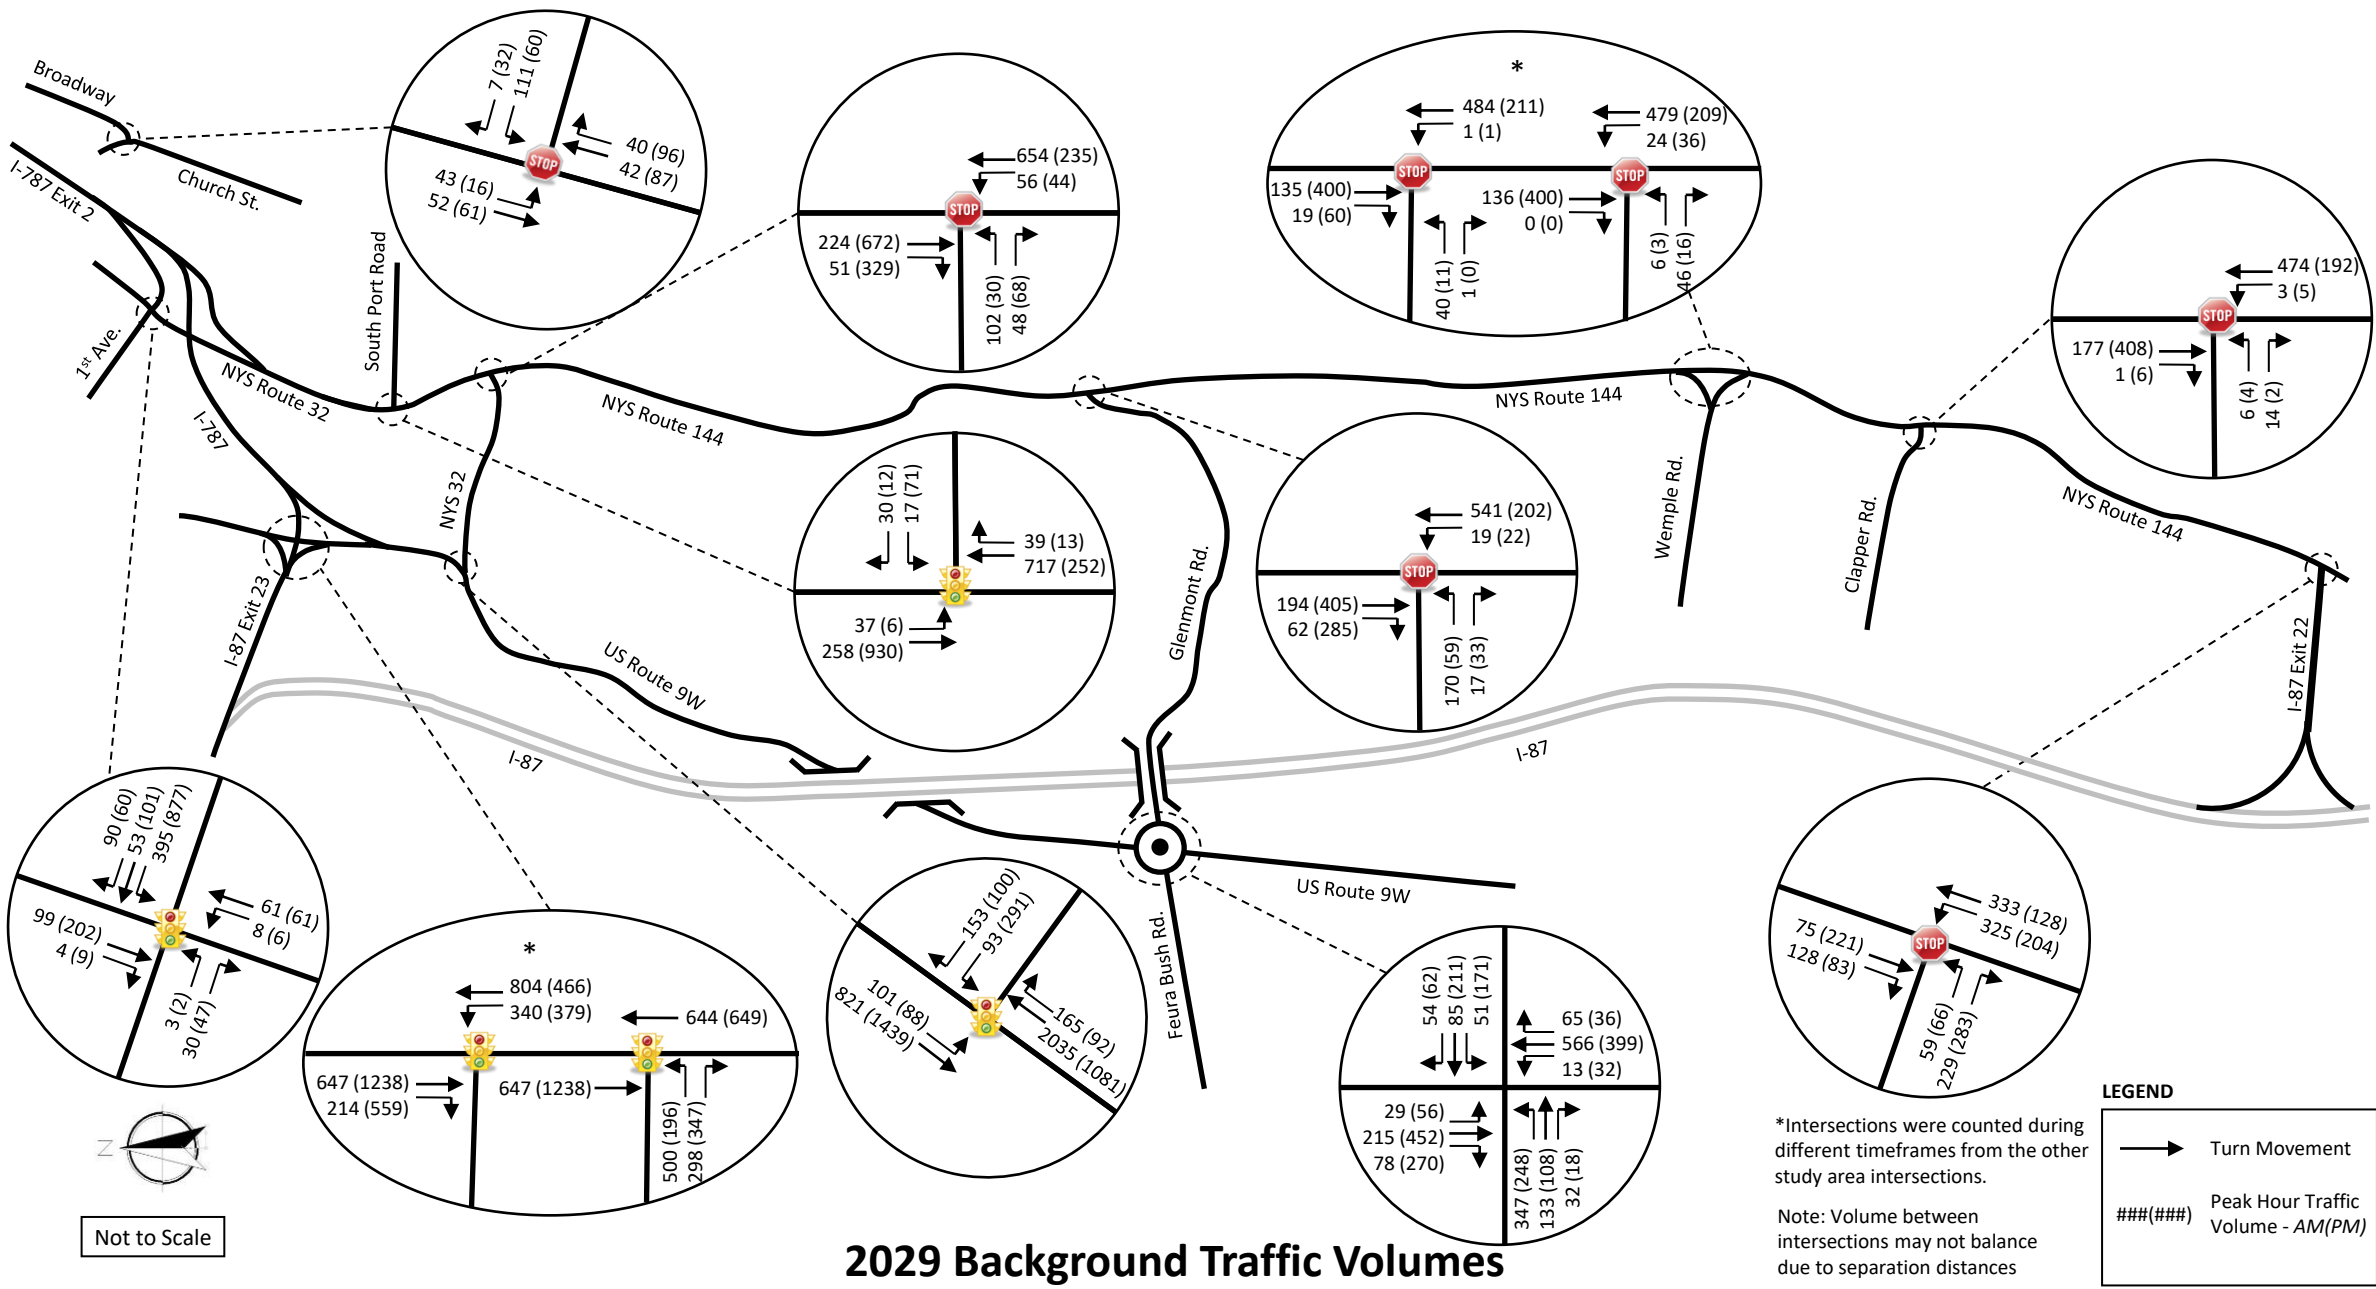 Broadway
Church St.
I-787 Exit 2
1st Ave.
South Port Road
NYS Route 32
I-787
NYS 32
NYS Route 144
NYS Route 144
NYS Route 144
Wemple Rd.
Clapper Rd.
Glenmont Rd.
I-87 Exit 23
I-87 Exit 22
US Route 9W
I-87
I-87
US Route 9W
Feura Bush Rd.
7 (32)
111 (60)
40 (96)
42 (87)
43 (16)
52 (61)
STOP
654 (235)
56 (44)
STOP
224 (672)
51 (329)
102 (30)
48 (68)
*
484 (211)
1 (1)
479 (209)
24 (36)
STOP
STOP
135 (400)
19 (60)
136 (400)
0 (0)
40 (11)
1 (0)
6 (3)
46 (16)
474 (192)
3 (5)
STOP
177 (408)
1 (6)
6 (4)
14 (2)
30 (12)
17 (71)
39 (13)
717 (252)
37 (6)
258 (930)
541 (202)
19 (22)
STOP
194 (405)
62 (285)
170 (59)
17 (33)
90 (60)
53 (101)
395 (877)
61 (61)
8 (6)
99 (202)
4 (9)
3 (2)
30 (47)
*
804 (466)
340 (379)
644 (649)
647 (1238)
214 (559)
647 (1238)
500 (196)
298 (347)
153 (100)
93 (291)
101 (88)
821 (1439)
165 (92)
2035 (1081)
54 (62)
85 (211)
51 (171)
65 (36)
566 (399)
13 (32)
29 (56)
215 (452)
78 (270)
347 (248)
133 (108)
32 (18)
333 (128)
325 (204)
STOP
75 (221)
128 (83)
59 (66)
229 (283)
Z
Not to Scale
2029 Background Traffic Volumes
*Intersections were counted during
different timeframes from the other
study area intersections.
Note: Volume between
intersections may not balance
due to separation distances
LEGEND
Turn Movement
###(###)
Peak Hour Traffic
Volume - AM(PM)